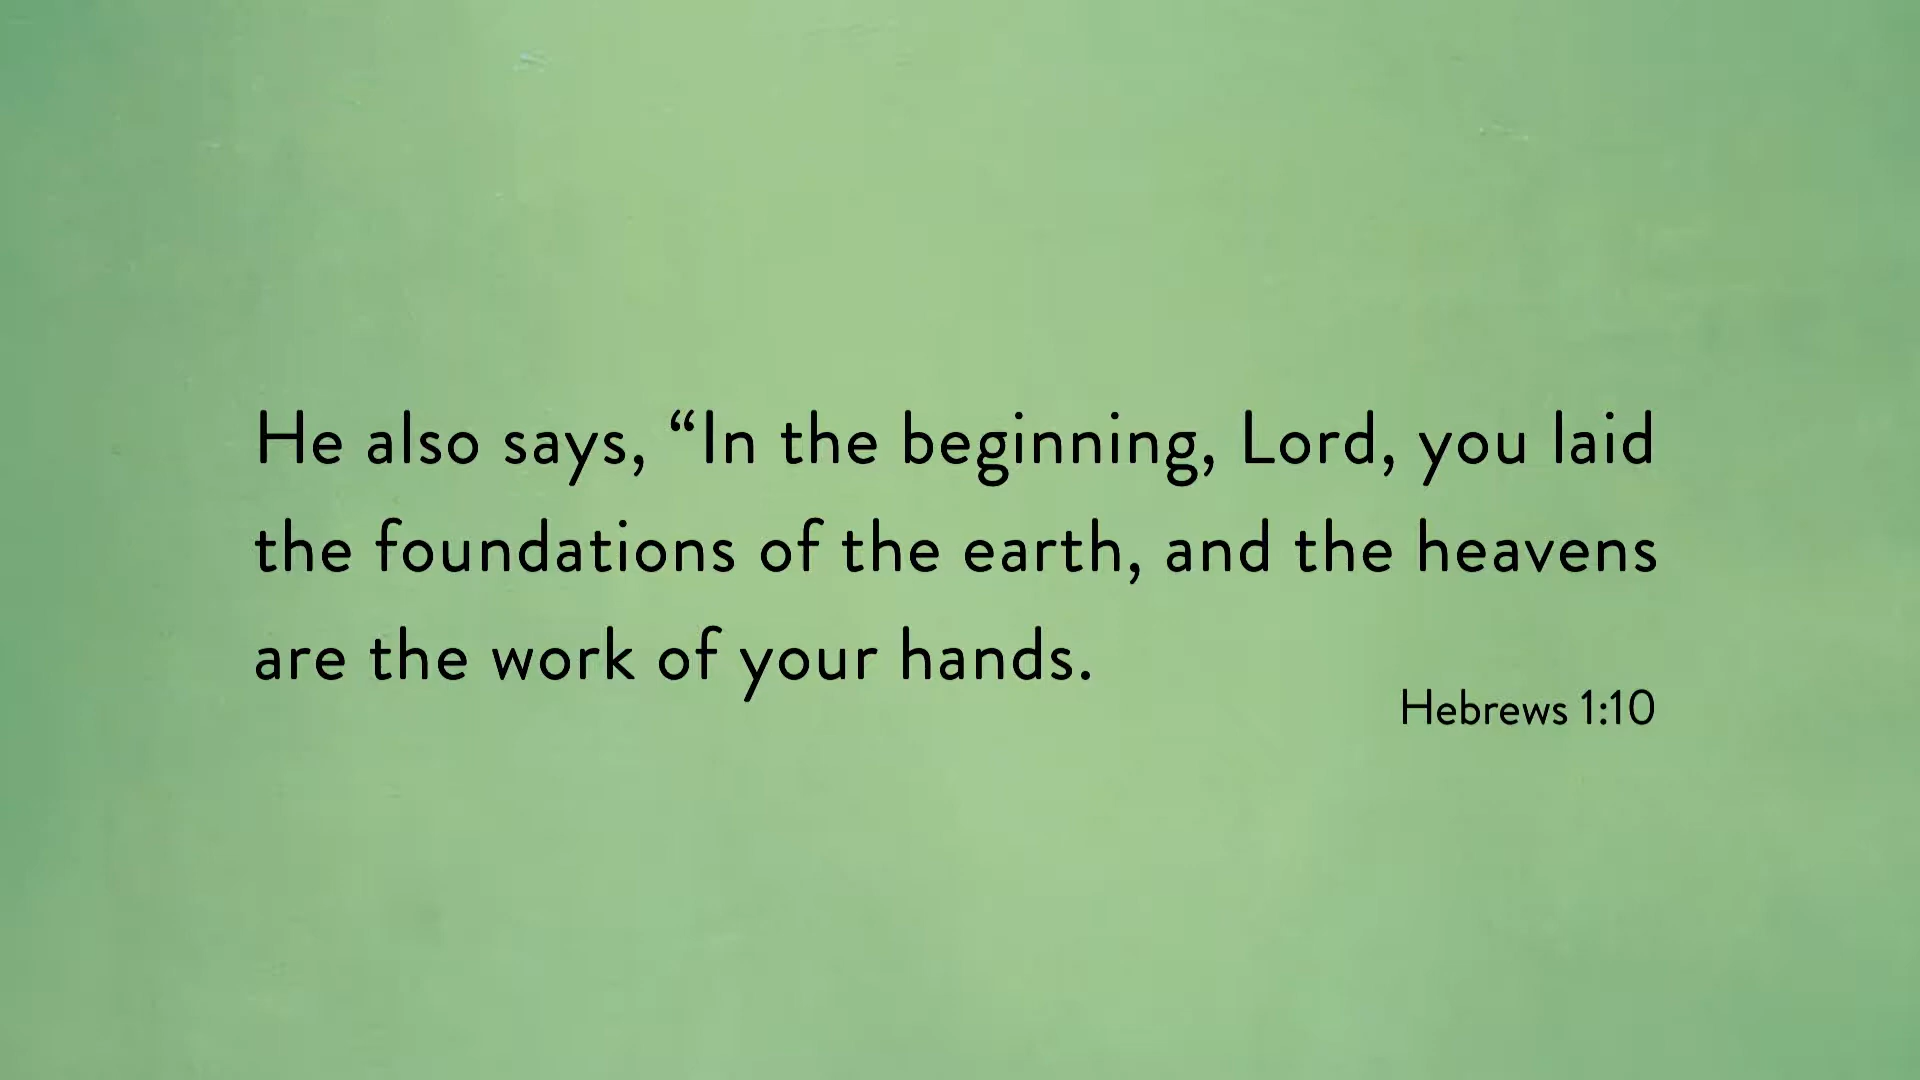 He also says, “In the beginning, Lord, you laid
the foundations of the earth, and the heavens
are the work of your hands.
Hebrews 1:10